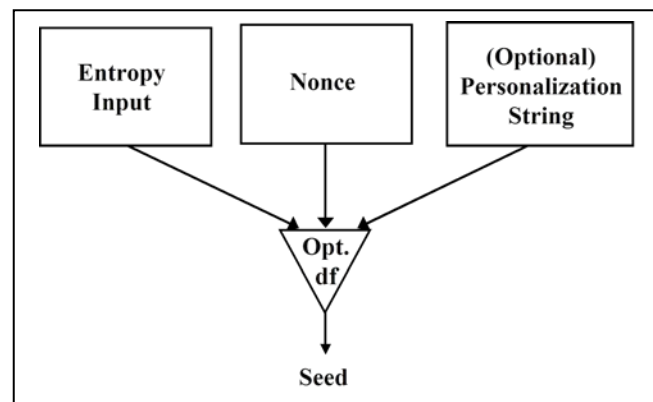 Entropy
Input
Nonce
(Optional)
Personalization
String
Opt.
df
Seed